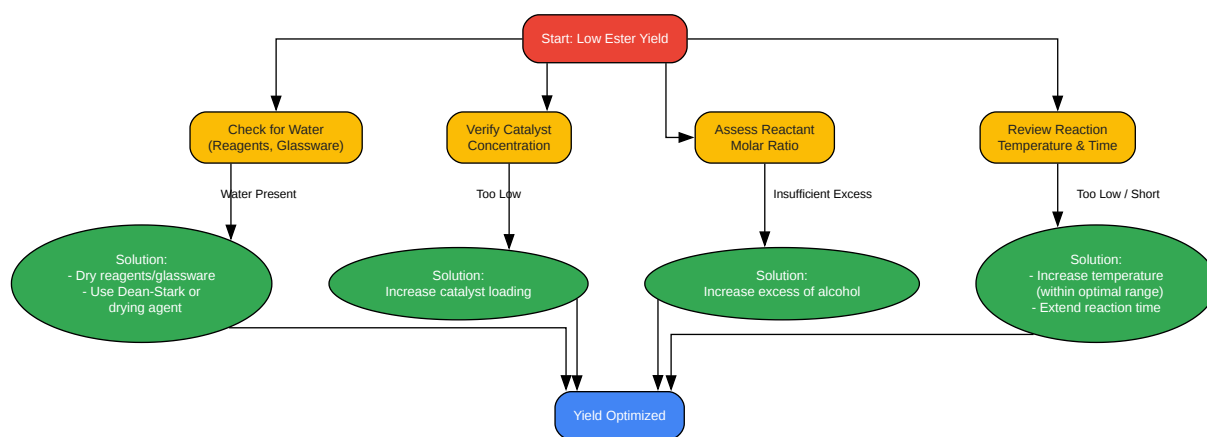 Start: Low Ester Yield
Check for Water
(Reagents, Glassware)
Verify Catalyst
Concentration
Assess Reactant
Molar Ratio
Review Reaction
Temperature & Time
Water Present
Too Low
Insufficient Excess
Too Low / Short
Solution:
- Dry reagents/glassware
- Use Dean-Stark or
drying agent
Solution:
Increase catalyst loading
Solution:
Increase excess of alcohol
Solution:
- Increase temperature
(within optimal range)
- Extend reaction time
Yield Optimized